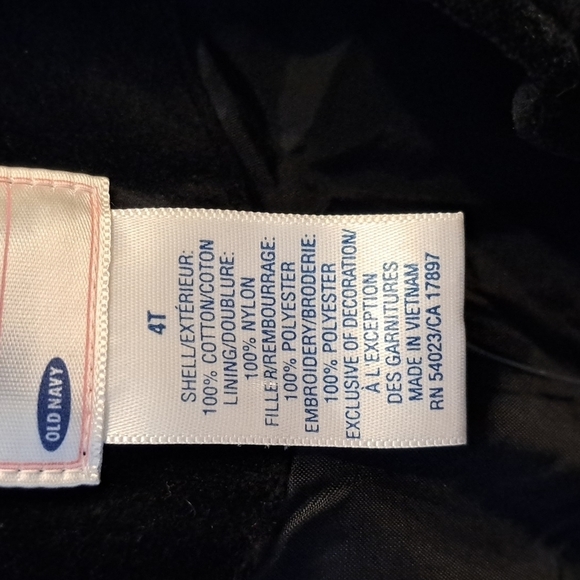 OLD NAVY
4T
SHELL/EXTÉRIEUR:
100% COTTON/COTON
LINING/DOUBLURE:
100% NYLON
FILLER/REMBOURRAGE:
100% POLYESTER
EMBROIDERY/BRODERIE:
100% POLYESTER
EXCLUSIVE OF DECORATION/
À L'EXCEPTION
DES GARNITURES
MADE IN VIETNAM
RN 54023/CA 17897